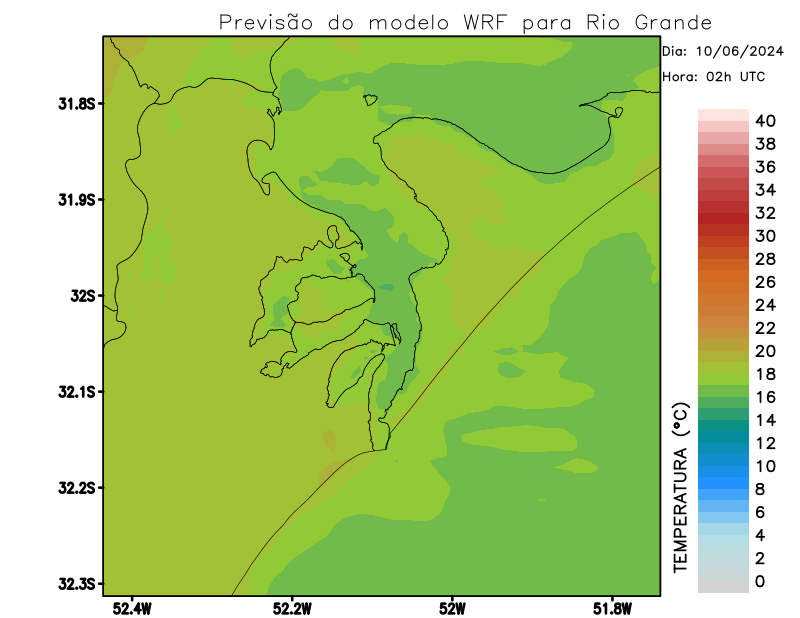 Previsão do modelo WRF para Rio Grande
Dia: 10/06/2024
Hora: 02h UTC
31.8S
31.9S
32S
32.1S
32.2S
32.3S
52.4W
52.2W
52W
51.8W
TEMPERATURA (°C)
40
38
36
34
32
30
28
26
24
22
20
18
16
14
12
10
8
6
4
2
0